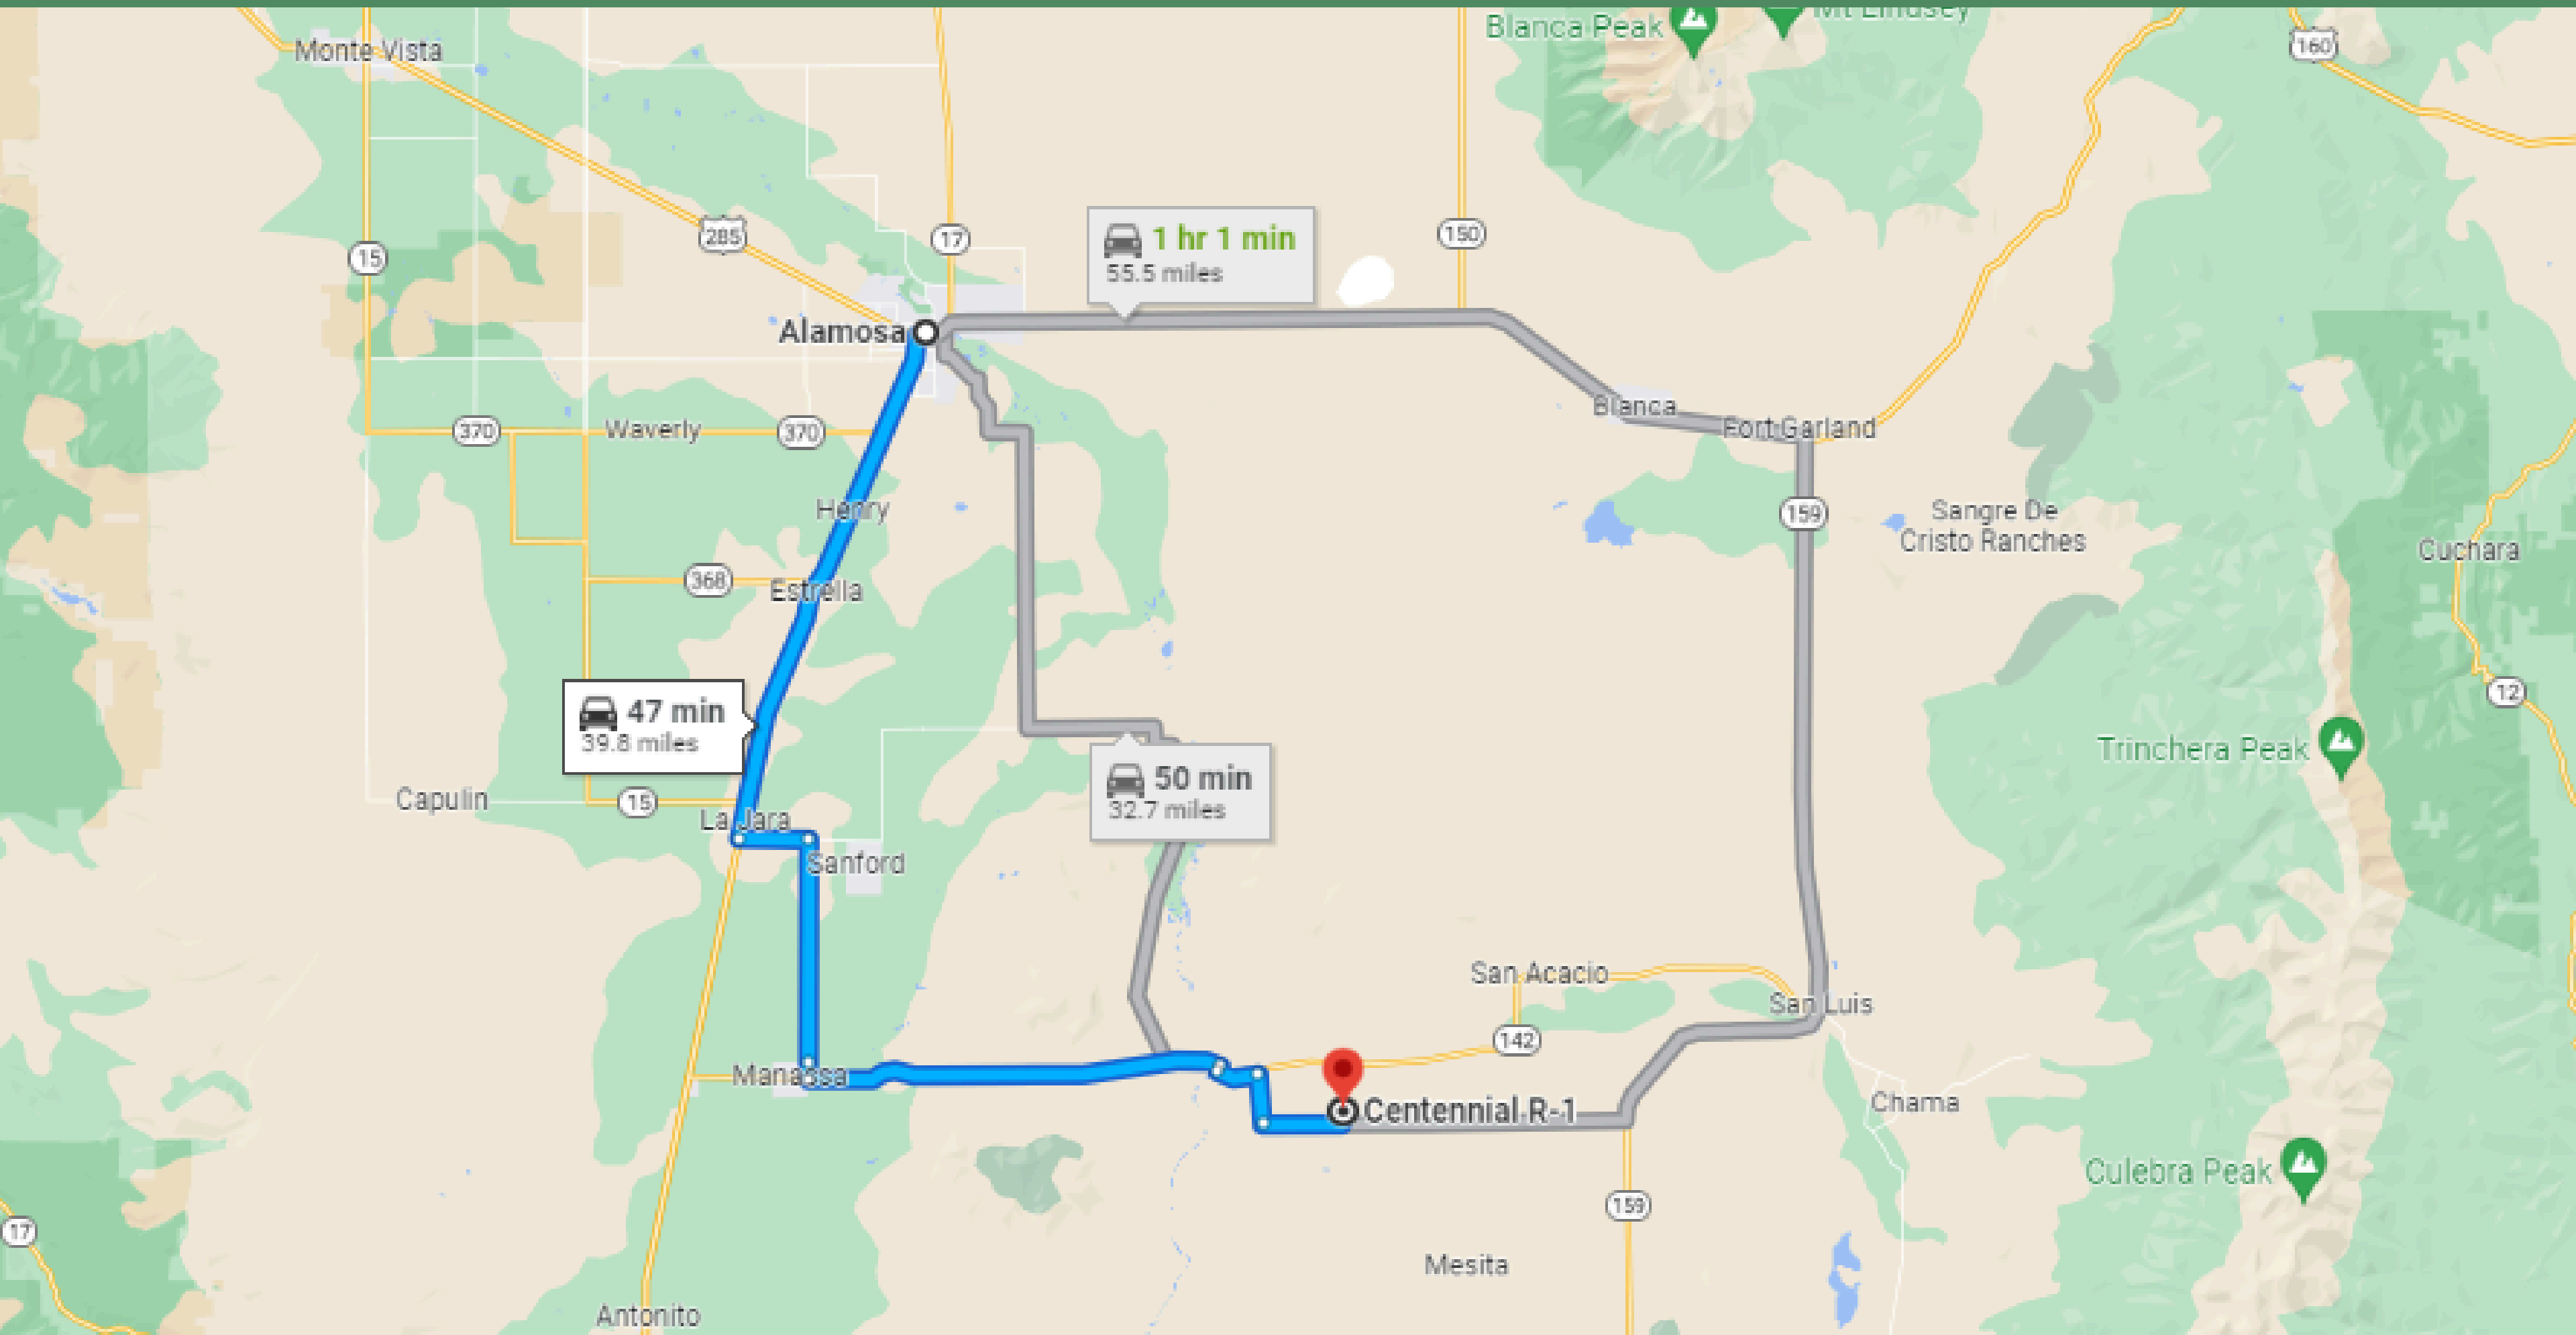 Blanca Peak
Mt Lindsey
160
Monte Vista
285
17
150
15
1 hr 1 min
55.5 miles
Alamosa
Blanca
Fort Garland
370
Waverly
370
Henry
159
Sangre De
Cristo Ranches
Cuchara
368
Estrella
12
47 min
39.8 miles
Trinchera Peak
50 min
32.7 miles
Capulin
15
La Jara
Sanford
San Acacio
San Luis
142
Manassa
Centennial R-1
Chama
Culebra Peak
159
17
Mesita
Antonito